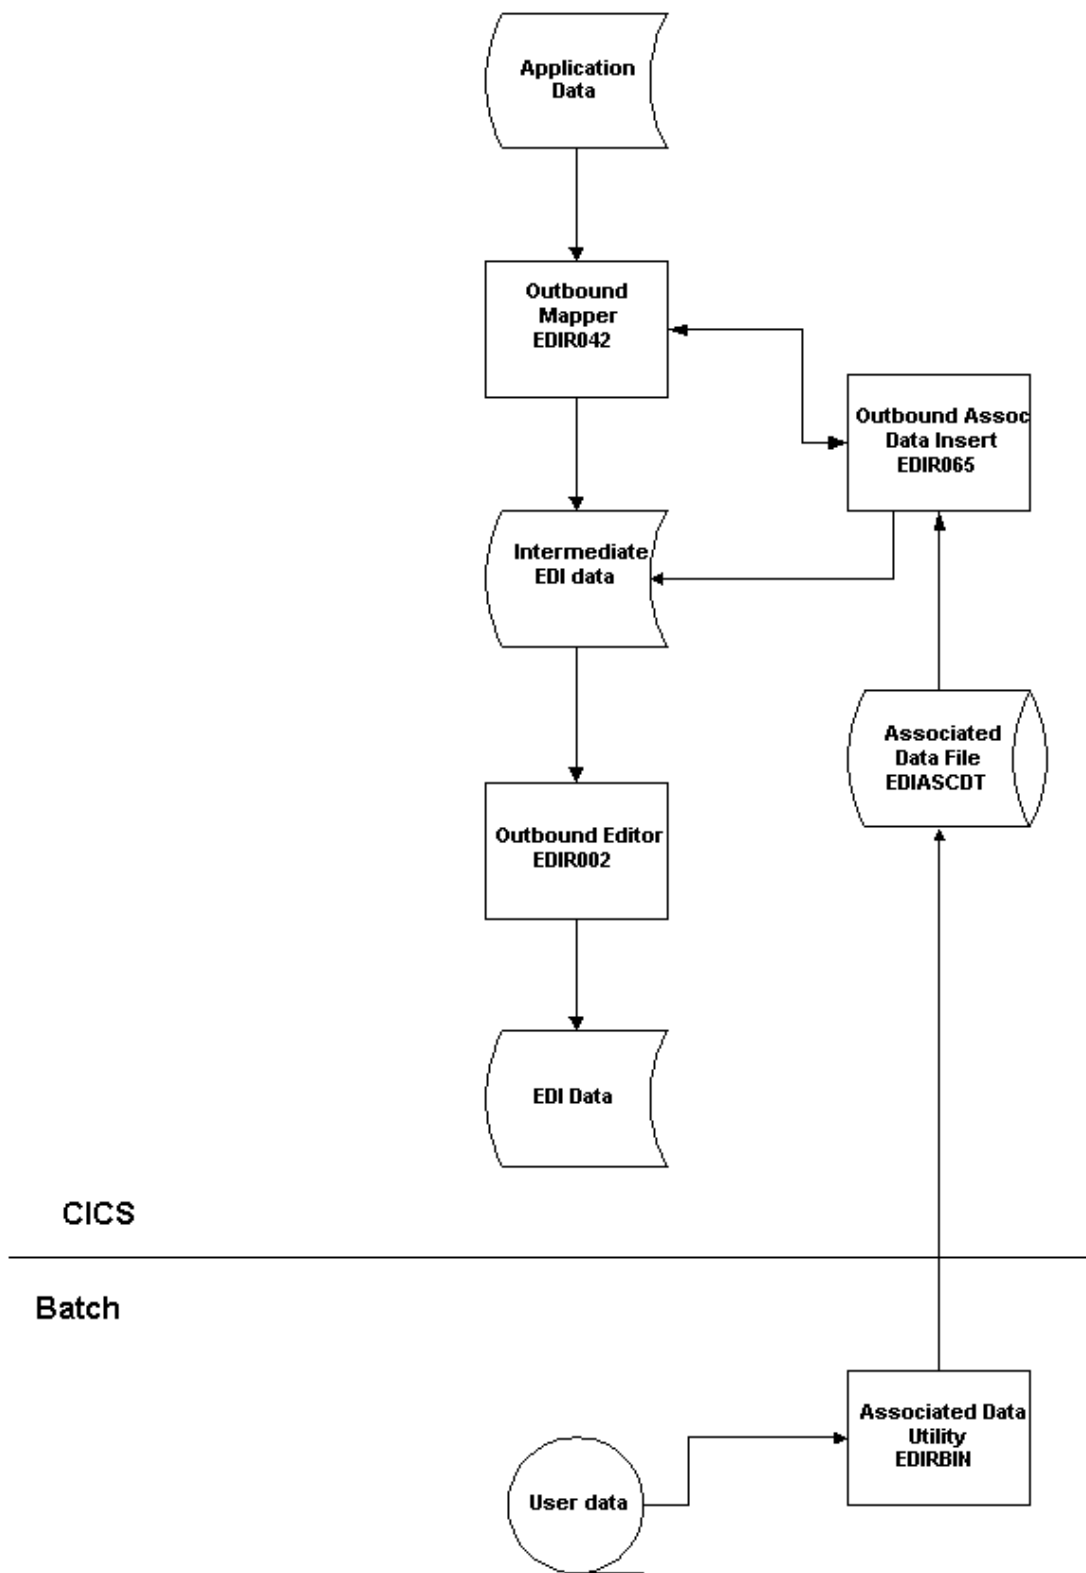 Application
Data
Outbound
Mapper
EDIR042
Outbound Assoc
Data Insert
EDIR065
Intermediate
EDI data
Associated
Data File
EDIASCDT
Outbound Editor
EDIR002
EDI Data
CICS
Batch
Associated Data
Utility
EDIRBIN
User data